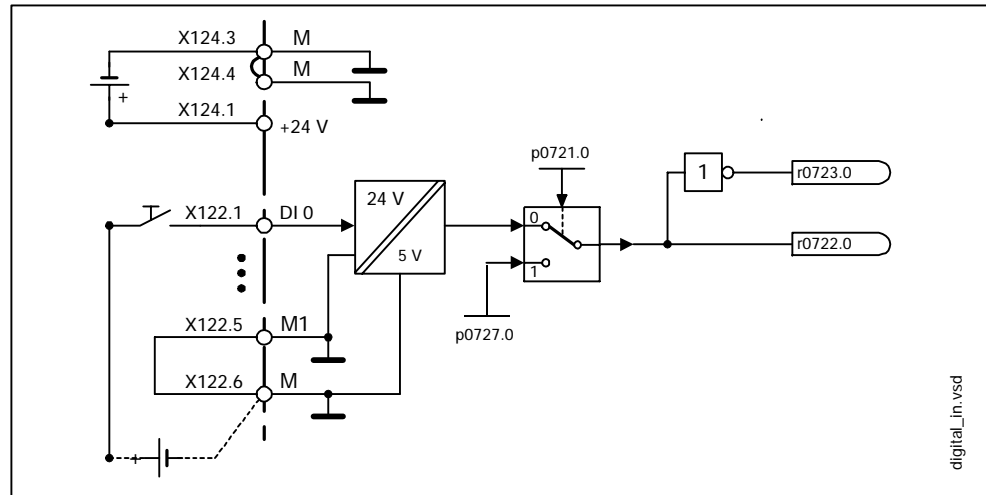 X124.3 M
X124.4 M
+
X124.1 +24 V
p0721.0
1 r0723.0
X122.1 DI 0 24 V 0 r0722.0
5 V 1
X122.5 M1 p0727.0
X122.6 M
+
digital_in.vsd